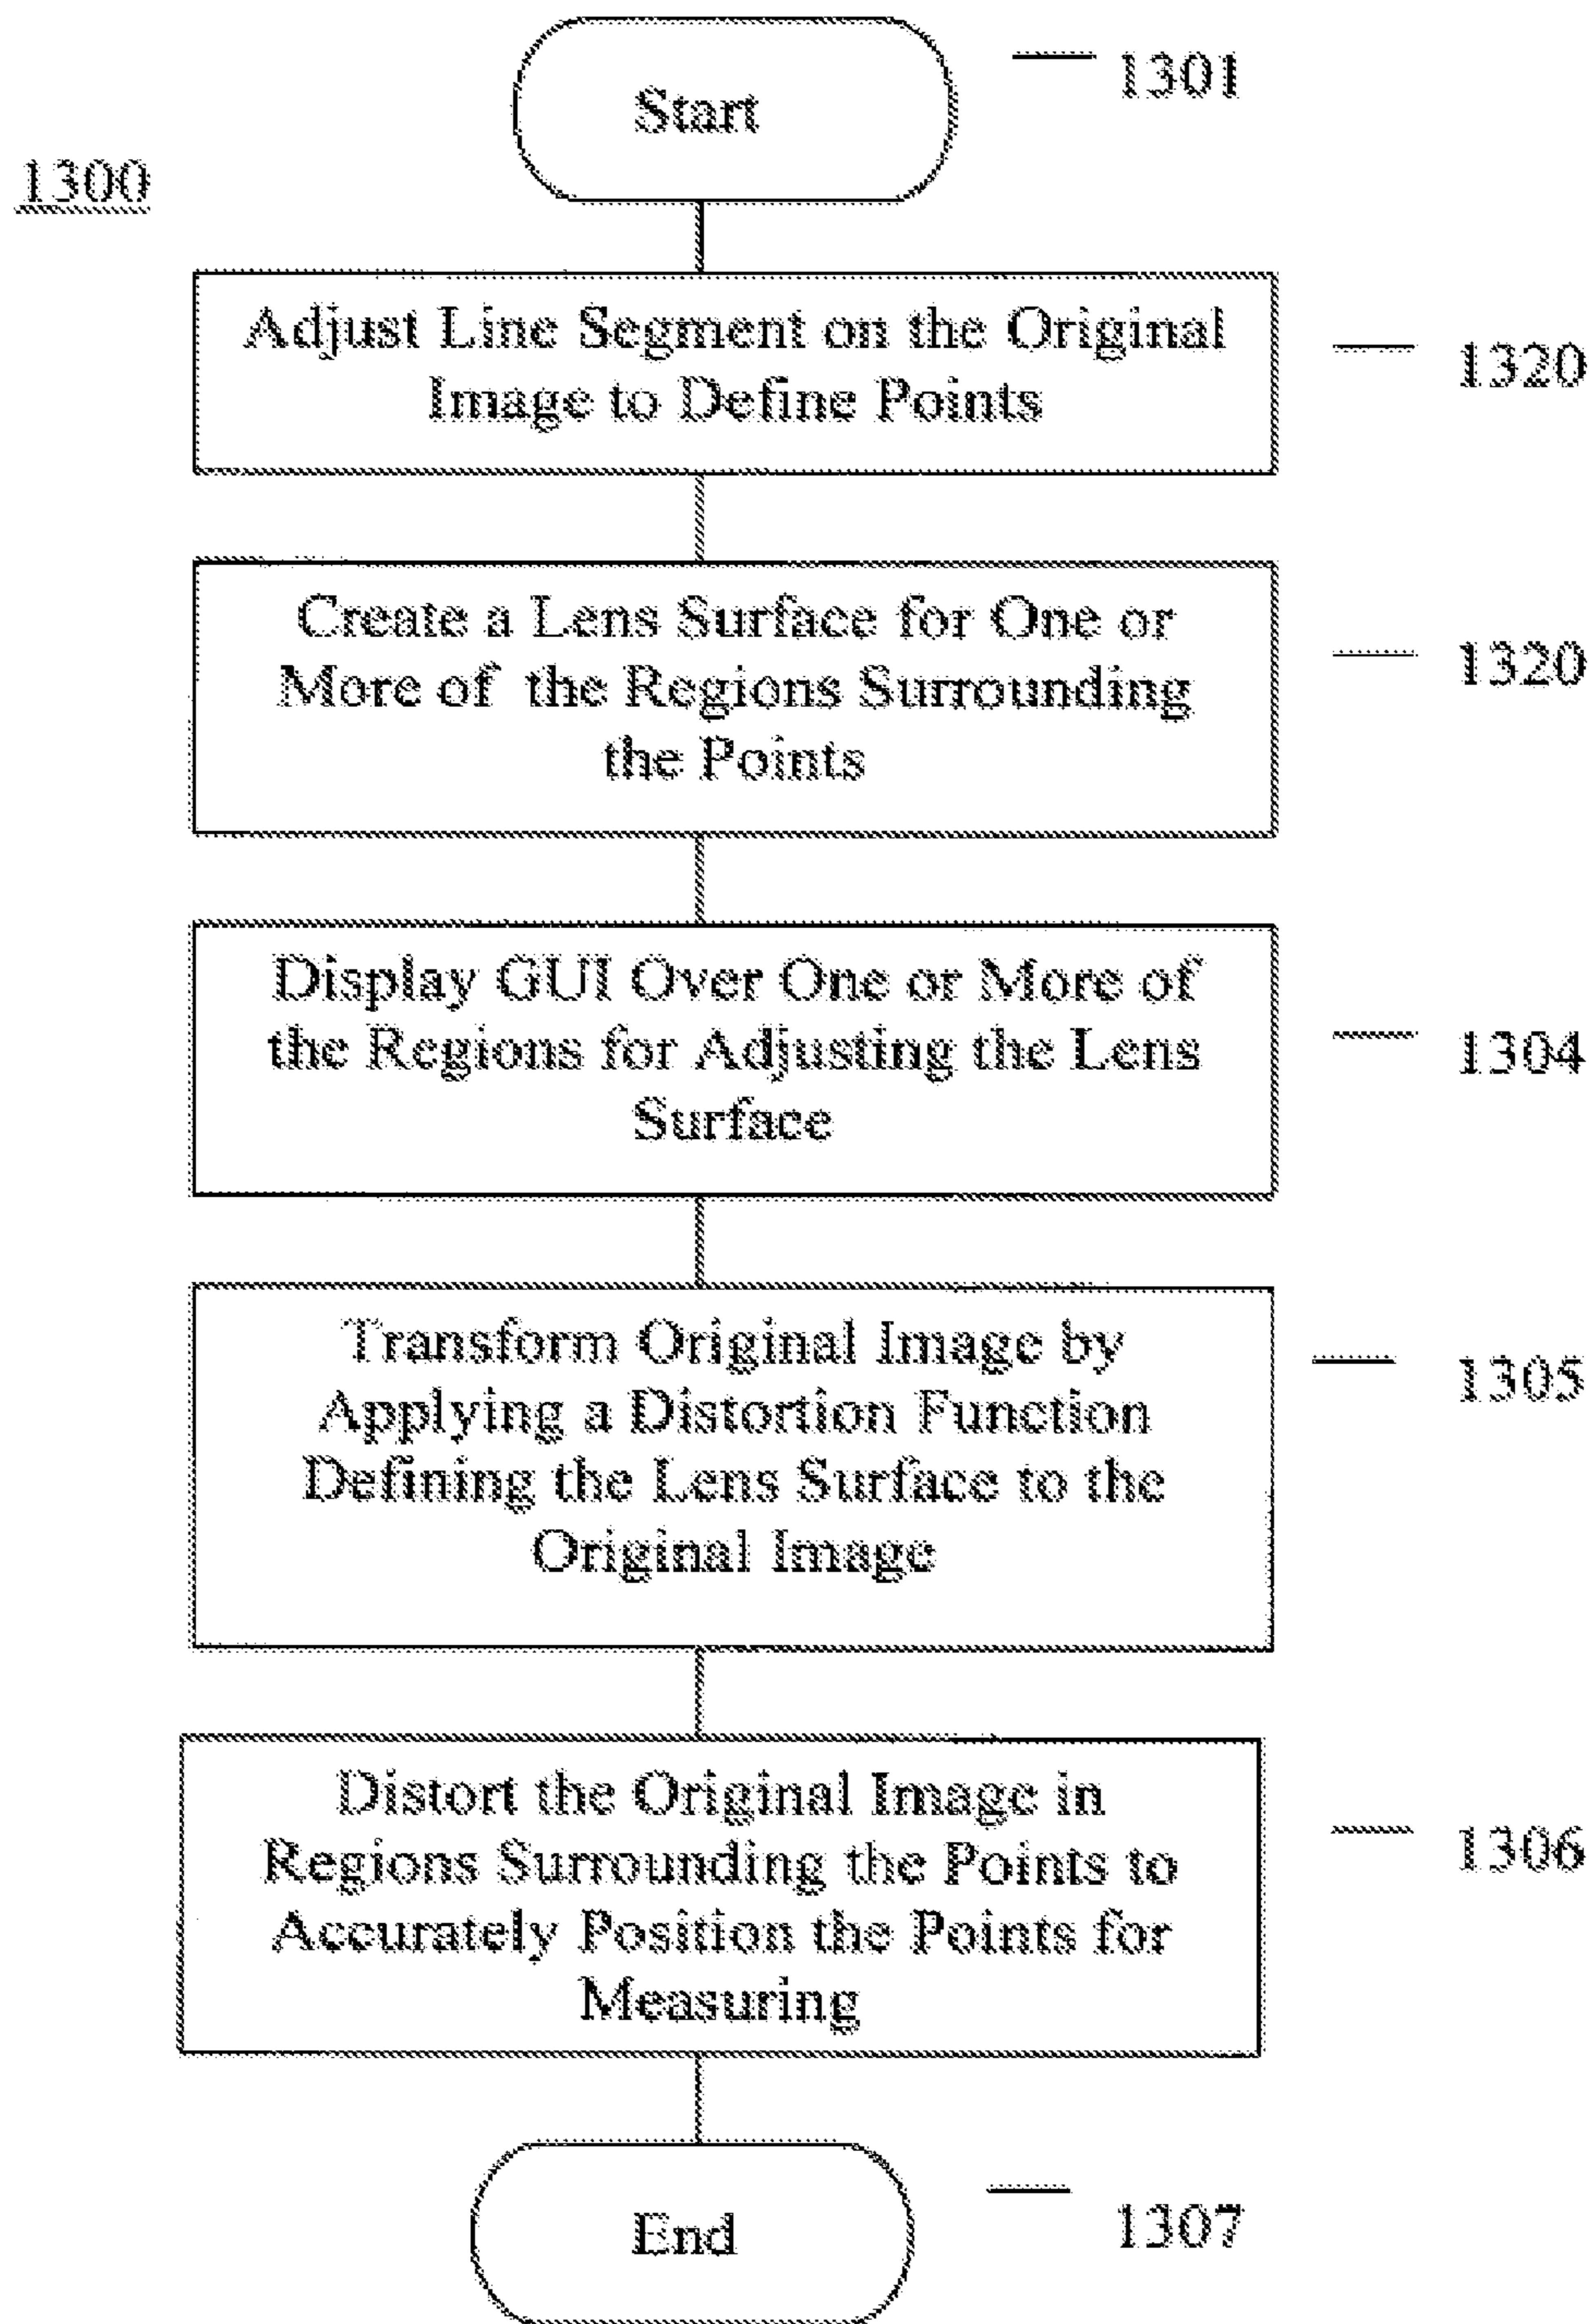 Start
1301
1300
Adjust Line Segment on the Original
Image to Define Points
1320
Create a Lens Surface for One or
More of the Regions Surrounding
the Points
1320
Display GUI Over One or More of
the Regions for Adjusting the Lens
Surface
1304
Transform Original Image by
Applying a Distortion Function
Defining the Lens Surface to the
Original Image
1305
Distort the Original Image in
Regions Surrounding the Points to
Accurately Position the Points for
Measuring
1306
End
1307